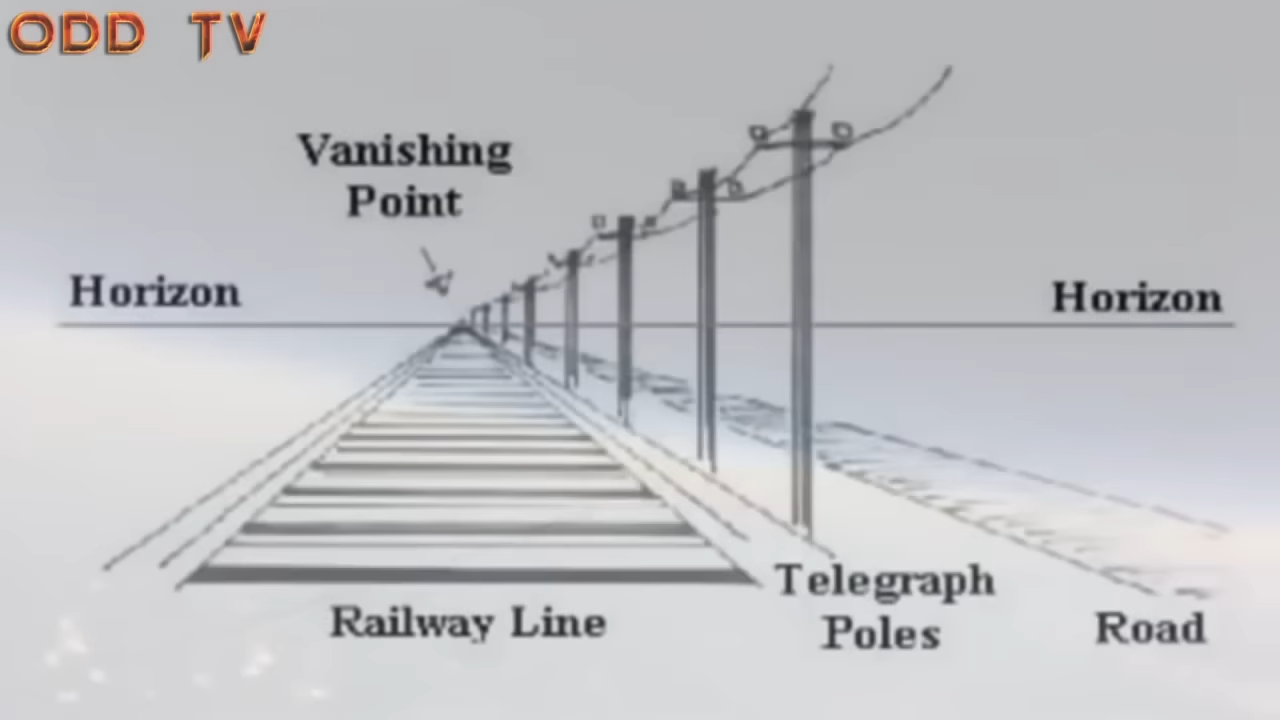 ODD TV
Vanishing
Point
Horizon
Horizon
Telegraph
Poles
Railway Line
Road